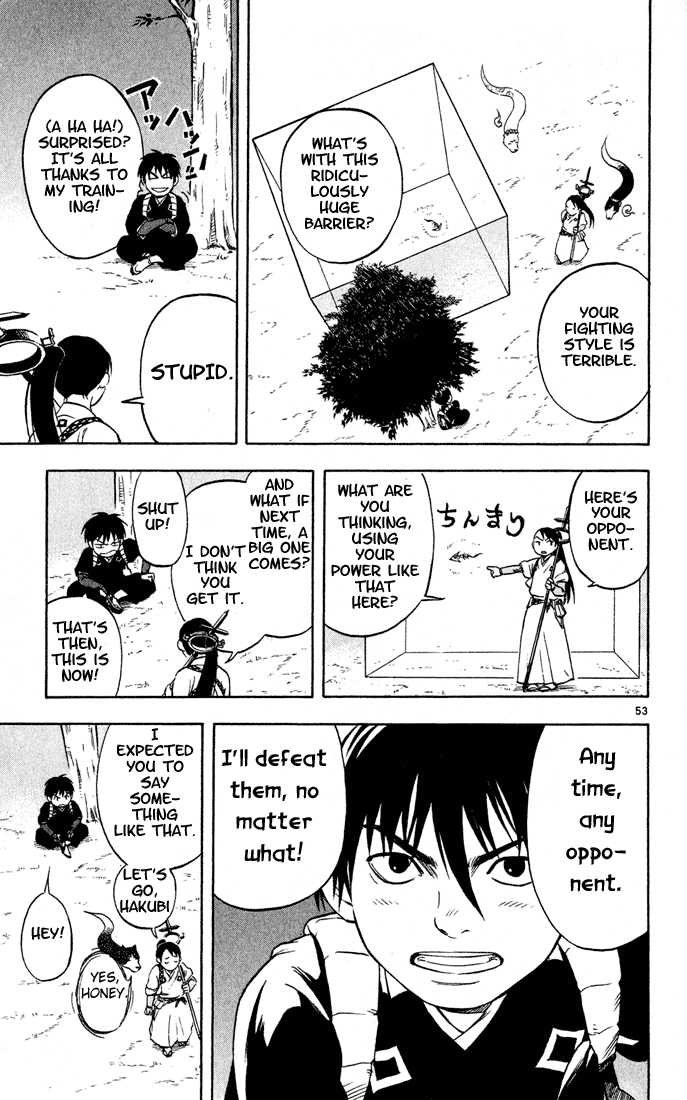 WHAT'S
WITH THIS
RIDICU-
LOUSLY
HUGE
BARRIER?
YOUR
FIGHTING
STYLE IS
TERRIBLE.
アッハッハッ
(A HA HA!)
SURPRISED?
IT'S ALL
THANKS TO
MY TRAIN-
ING!
STUPID.
HERE'S
YOUR
OPPO-
NENT.
ちんまり
WHAT ARE
YOU
THINKING,
USING
YOUR
POWER LIKE
THAT
HERE?
AND
WHAT IF
NEXT
TIME, A
BIG ONE
COMES?
I DON'T
THINK
YOU
GET IT.
SHUT
UP!
THAT'S
THEN,
THIS IS
NOW!
53
Any
time,
any
oppo-
nent.
I'll defeat
them, no
matter
what!
I
EXPECTED
YOU TO
SAY
SOME-
THING
LIKE THAT.
LET'S
GO,
HAKUBI
YES,
HONEY.
HEY!